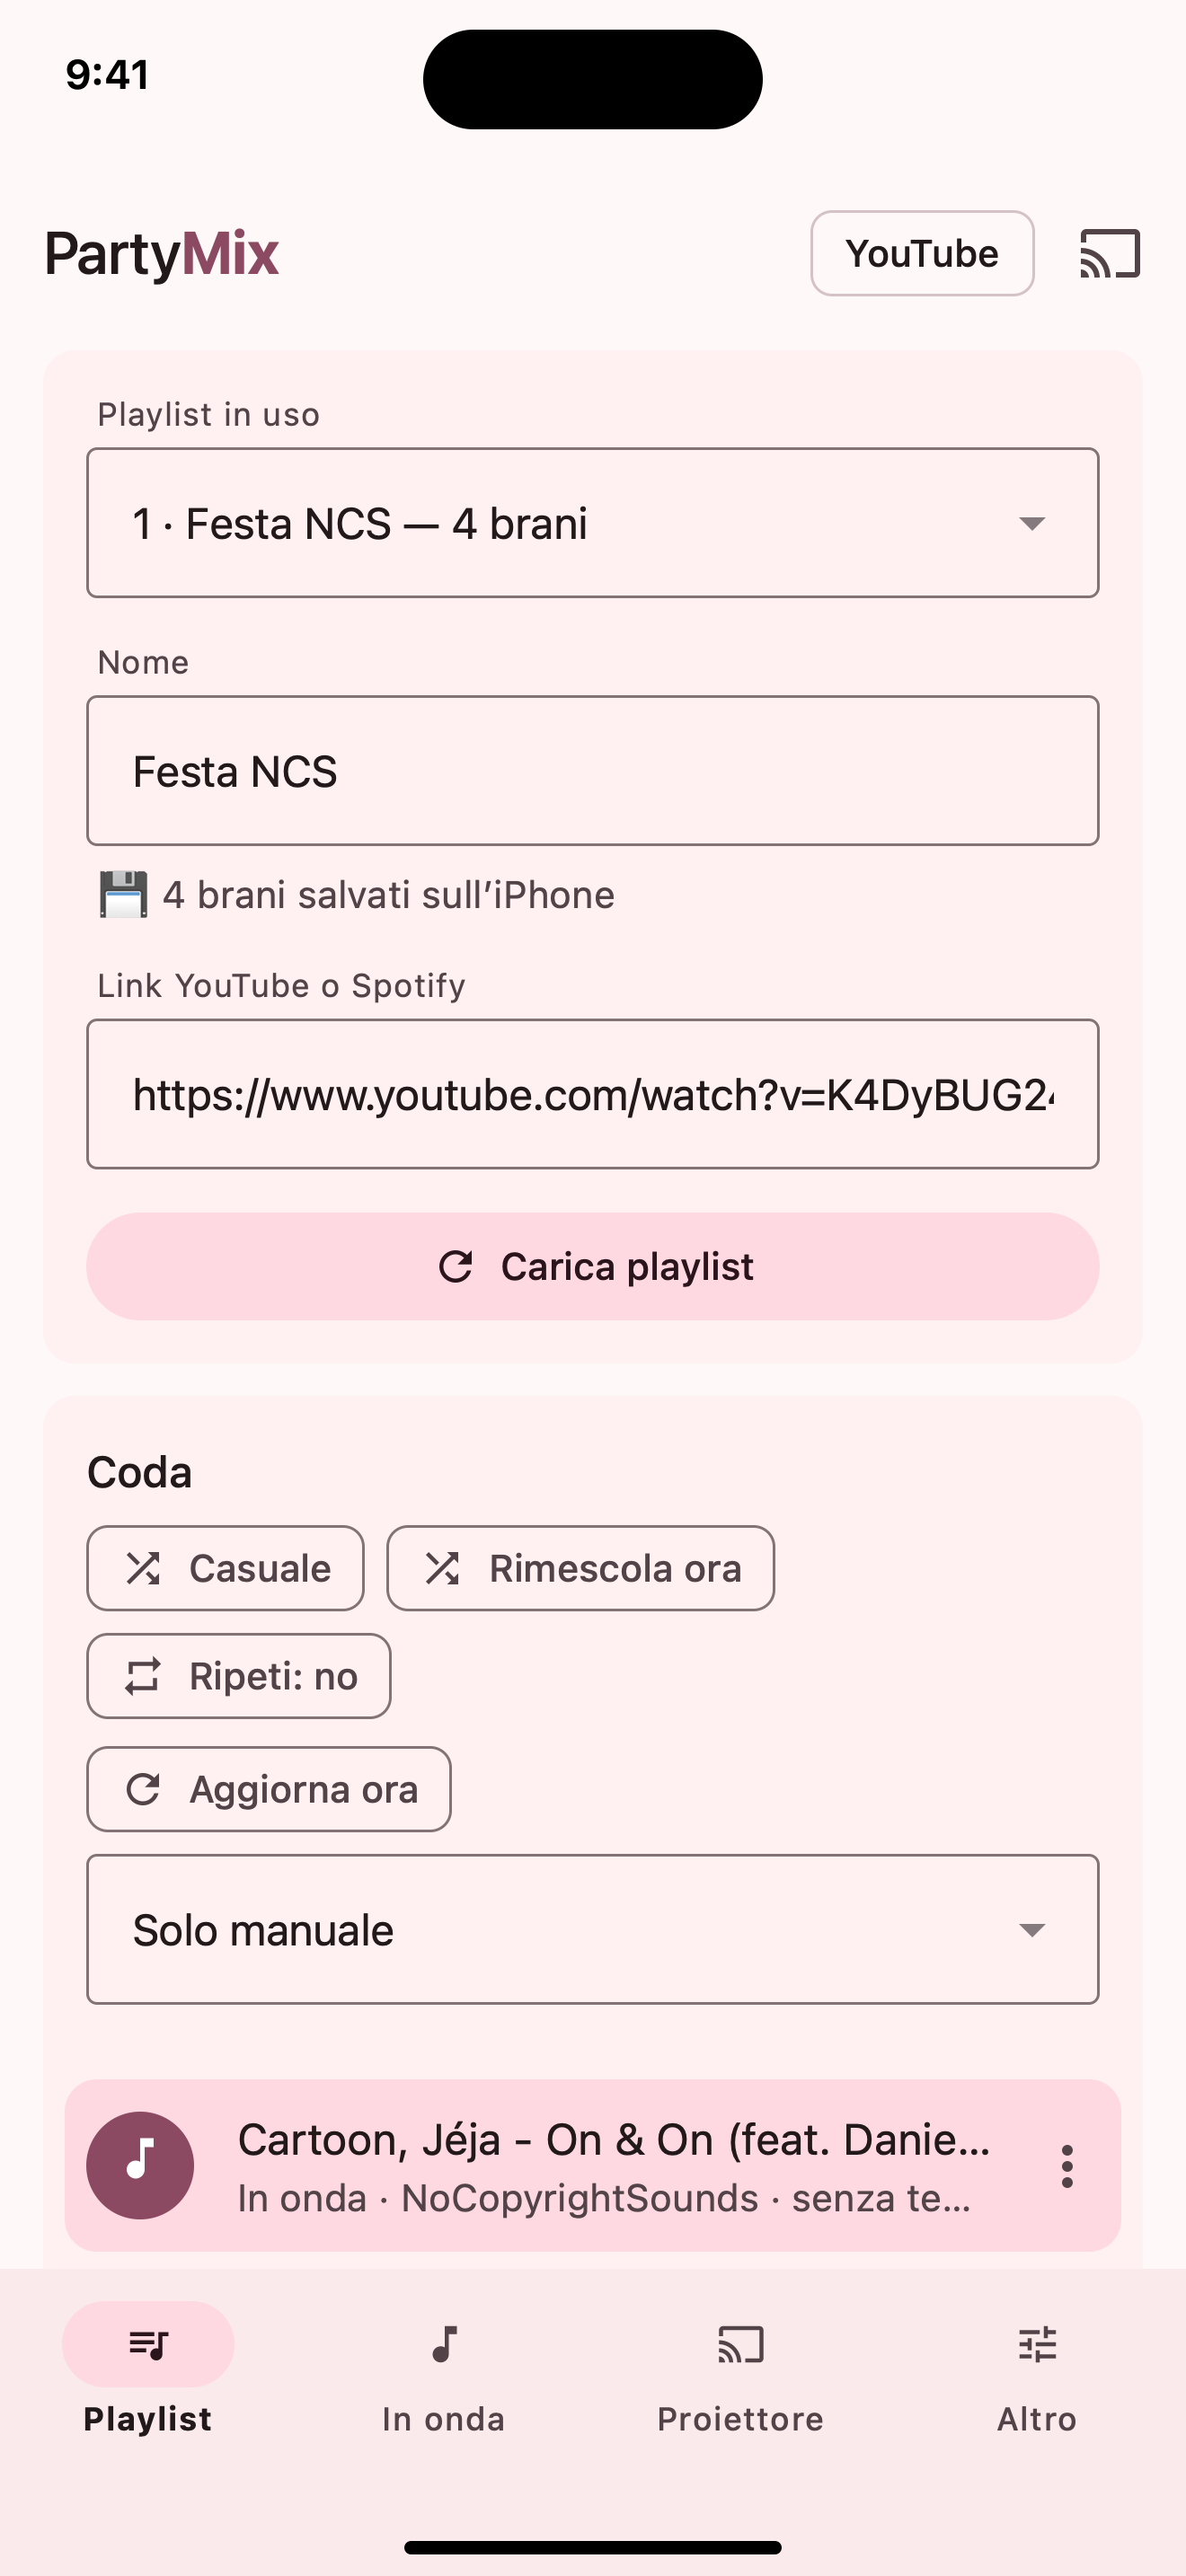 9:41
PartyMix
YouTube
Playlist in uso
1 · Festa NCS — 4 brani
Nome
Festa NCS
💾 4 brani salvati sull’iPhone
Link YouTube o Spotify
https://www.youtube.com/watch?v=K4DyBUG2
Carica playlist
Coda
Casuale
Rimescola ora
Ripeti: no
Aggiorna ora
Solo manuale
Cartoon, Jéja - On & On (feat. Danie...
In onda · NoCopyrightSounds · senza te...
Playlist
In onda
Proiettore
Altro